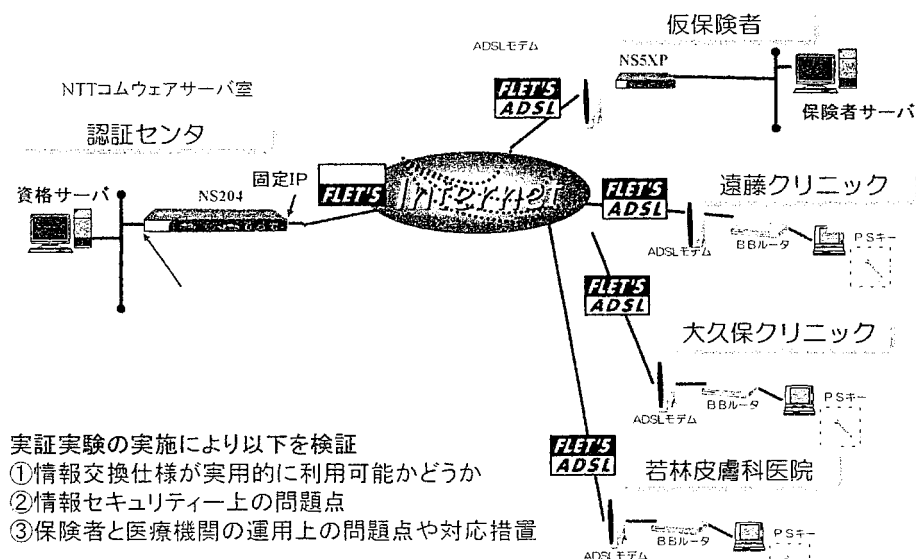 仮保険者
ADSLモデム
NS5XP
FLET'S
ADSL
保険者サーバ
NTTコムウェアサーバ室
認証センタ
資格サーバ
NS204
固定IP
FLET'S
Internet
FLET'S
ADSL
遠藤クリニック
ADSLモデム
BBルータ
PSキー
FLET'S
ADSL
大久保クリニック
ADSLモデム
BBルータ
PSキー
FLET'S
ADSL
若林皮膚科医院
ADSLモデム
BBルータ
PSキー
実証実験の実施により以下を検証
①情報交換仕様が実用的に利用可能かどうか
②情報セキュリティー上の問題点
③保険者と医療機関の運用上の問題点や対応措置